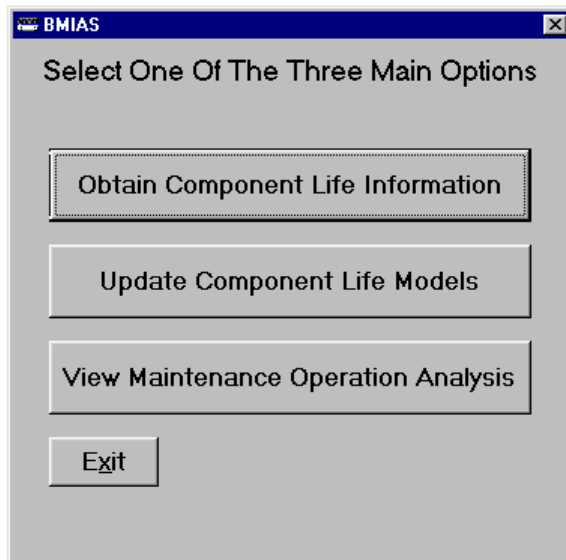 BMIAS
Select One Of The Three Main Options
Obtain Component Life Information
Update Component Life Models
View Maintenance Operation Analysis
Exit